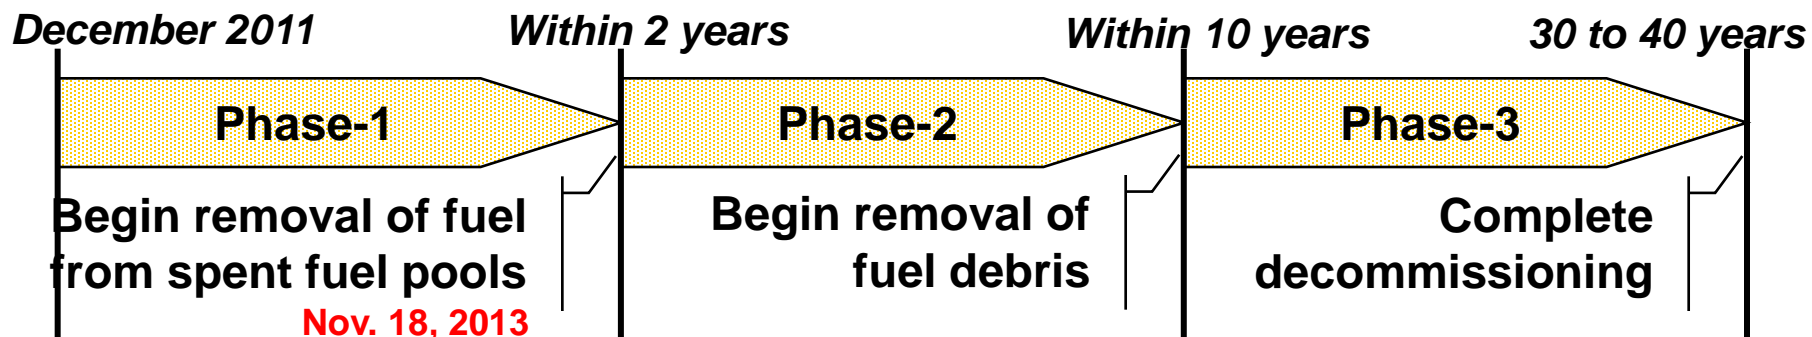 December 2011
Within 2 years
Within 10 years
30 to 40 years
Phase-1
Phase-2
Phase-3
Begin removal of fuel
from spent fuel pools
Nov. 18, 2013
Begin removal of
fuel debris
Complete
decommissioning